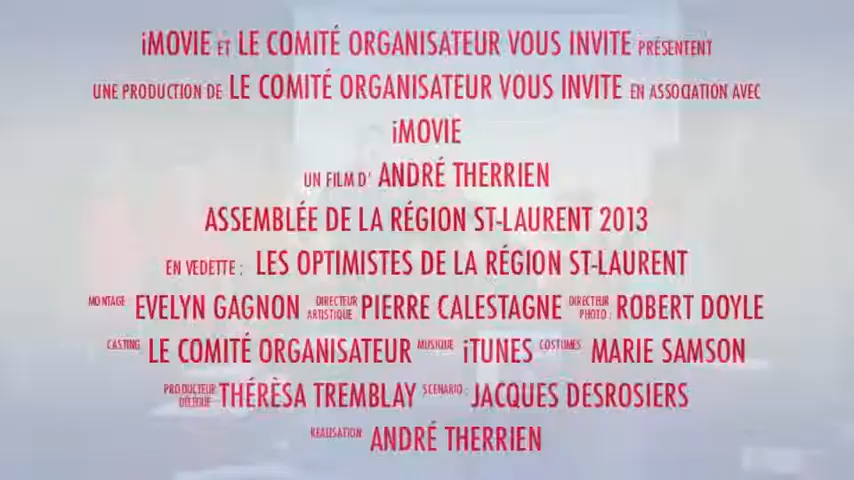 iMOVIE ET LE COMITÉ ORGANISATEUR VOUS INVITE PRÉSENTENT
UNE PRODUCTION DE LE COMITÉ ORGANISATEUR VOUS INVITE EN ASSOCIATION AVEC
iMOVIE
UN FILM D' ANDRÉ THERRIEN
ASSEMBLÉE DE LA RÉGION ST-LAURENT 2013
EN VEDETTE : LES OPTIMISTES DE LA RÉGION ST-LAURENT
MONTAGE : EVELYN GAGNON DIRECTEUR ARTISTIQUE PIERRE CALESTAGNE DIRECTEUR PHOTO : ROBERT DOYLE
CASTING LE COMITÉ ORGANISATEUR MUSIQUE iTUNES COSTUMES MARIE SAMSON
PRODUCTEUR DÉLÉGUÉ THÉRÈSA TREMBLAY SCENARIO : JACQUES DESROSIERS
RÉALISATION ANDRÉ THERRIEN